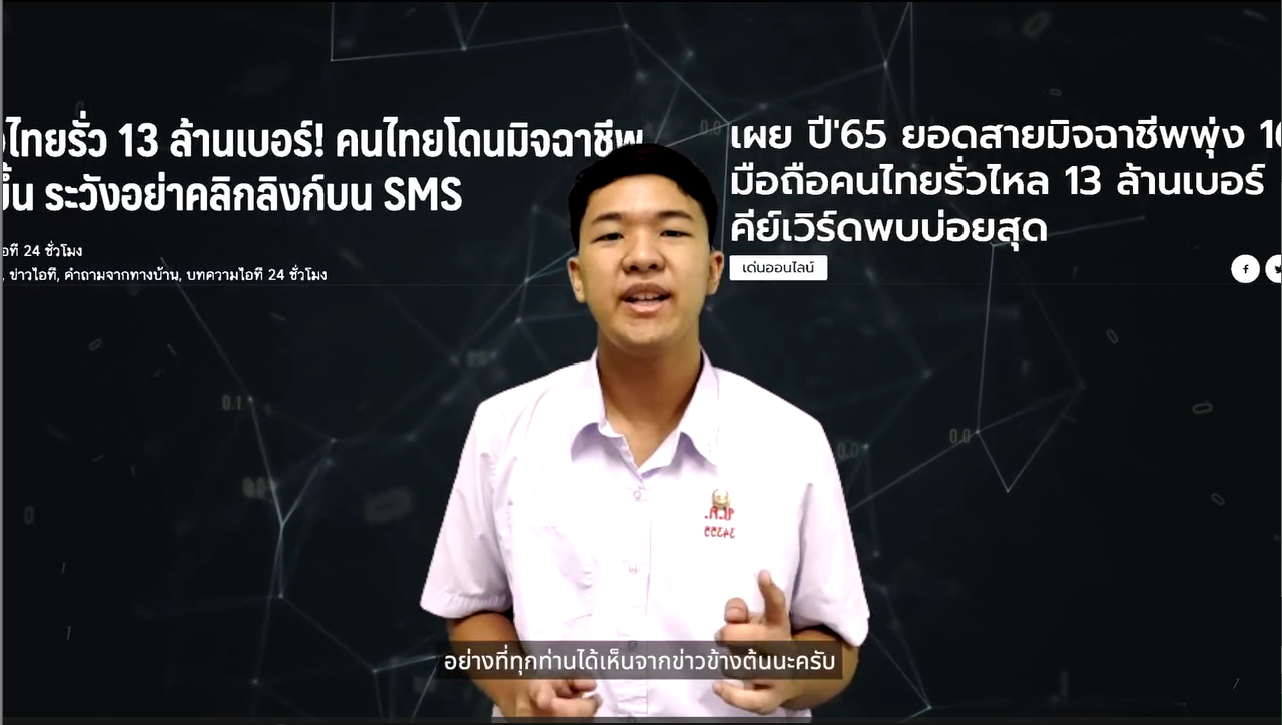 ไทยรั่ว 13 ล้านเบอร์! คนไทยโดนมิจฉาชีพ
ระวังอย่าคลิกลิงก์บน SMS
24 ชั่วโมง
, ข่าวไอที, คำถามจากทางบ้าน, บทความไอที 24 ชั่วโมง
เผย ปี'65 ยอดสายมิจฉาชีพพุ่ง
มือถือคนไทยรั่วไหล 13 ล้านเบอร์
คีย์เวิร์ดพบบ่อยสุด
เด่นออนไลน์
อย่างที่ทุกท่านได้เห็นจากข่าวข้างต้นนะครับ